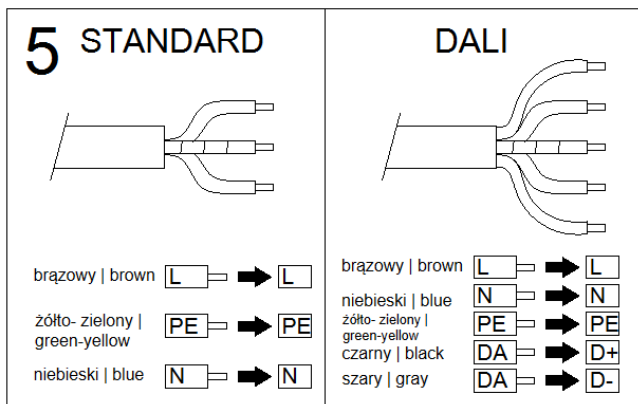 5 STANDARD
brązowy | brown L L
żółto- zielony |
green-yellow PE PE
niebieski | blue N N
DALI
brązowy | brown L L
niebieski | blue N N
żółto- zielony |
green-yellow PE PE
czarny | black DA D+
szary | gray DA D-